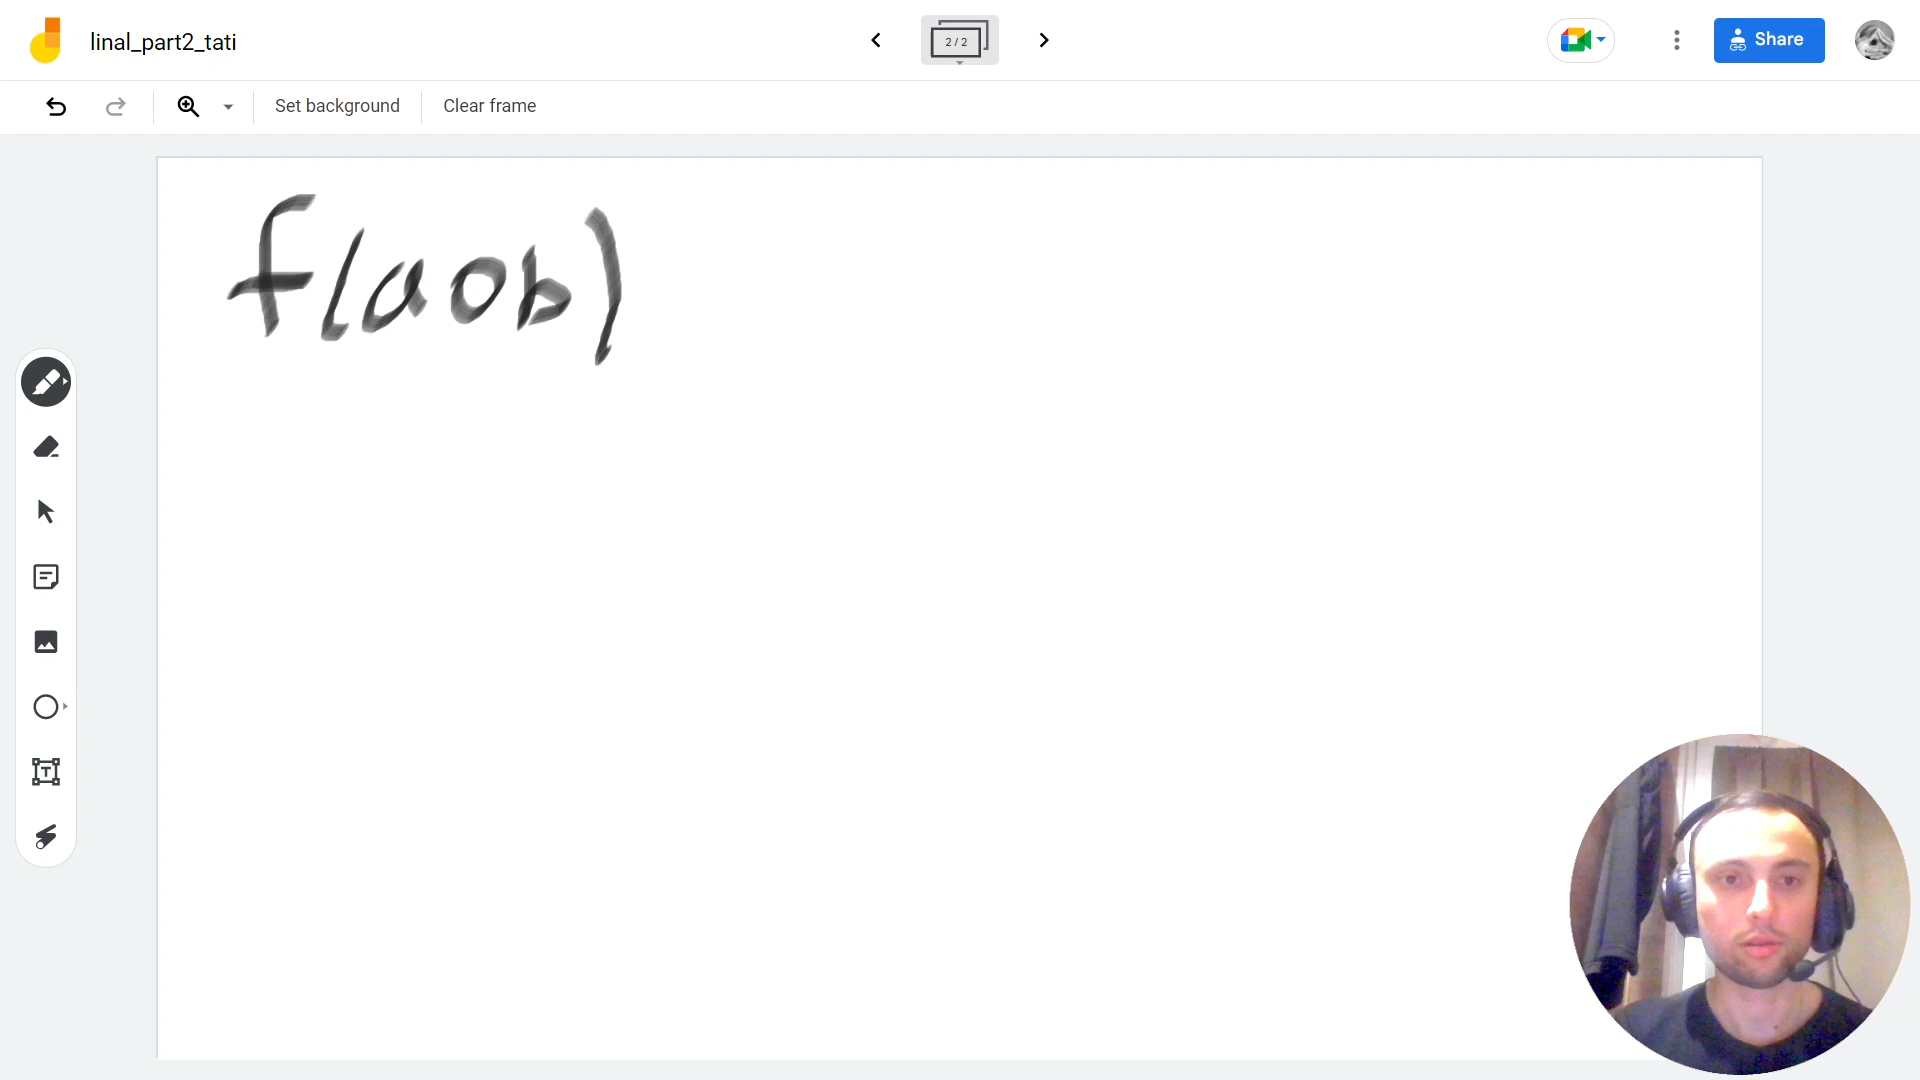 linal_part2_tati
2 / 2
Share
Set background
Clear frame
f(a∘b)